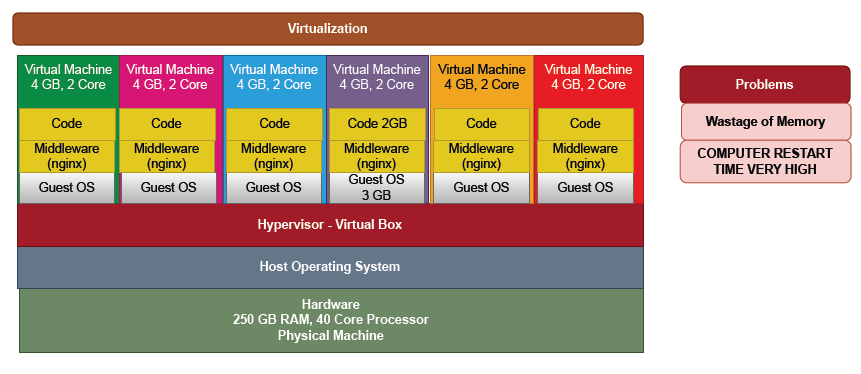 Virtualization
Virtual Machine
4 GB, 2 Core
Virtual Machine
4 GB, 2 Core
Virtual Machine
4 GB, 2 Core
Virtual Machine
4 GB, 2 Core
Virtual Machine
4 GB, 2 Core
Virtual Machine
4 GB, 2 Core
Code
Code
Code
Code 2GB
Code
Code
Middleware
(nginx)
Middleware
(nginx)
Middleware
(nginx)
Middleware
(nginx)
Middleware
(nginx)
Middleware
(nginx)
Guest OS
Guest OS
Guest OS
Guest OS
3 GB
Guest OS
Guest OS
Hypervisor - Virtual Box
Host Operating System
Hardware
250 GB RAM, 40 Core Processor
Physical Machine
Problems
Wastage of Memory
COMPUTER RESTART
TIME VERY HIGH